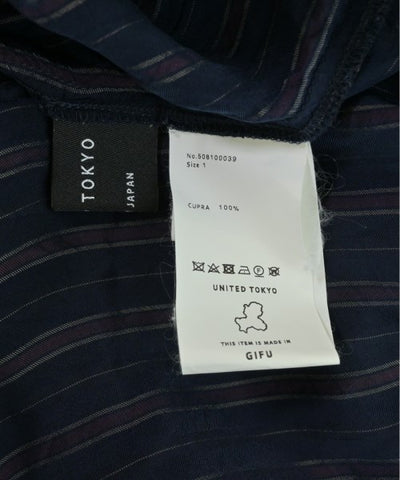 TOKYO
JAPAN
No.508100039
Size 1
CUPRA 100%
UNITED TOKYO
THIS ITEM IS MADE IN
GIFU